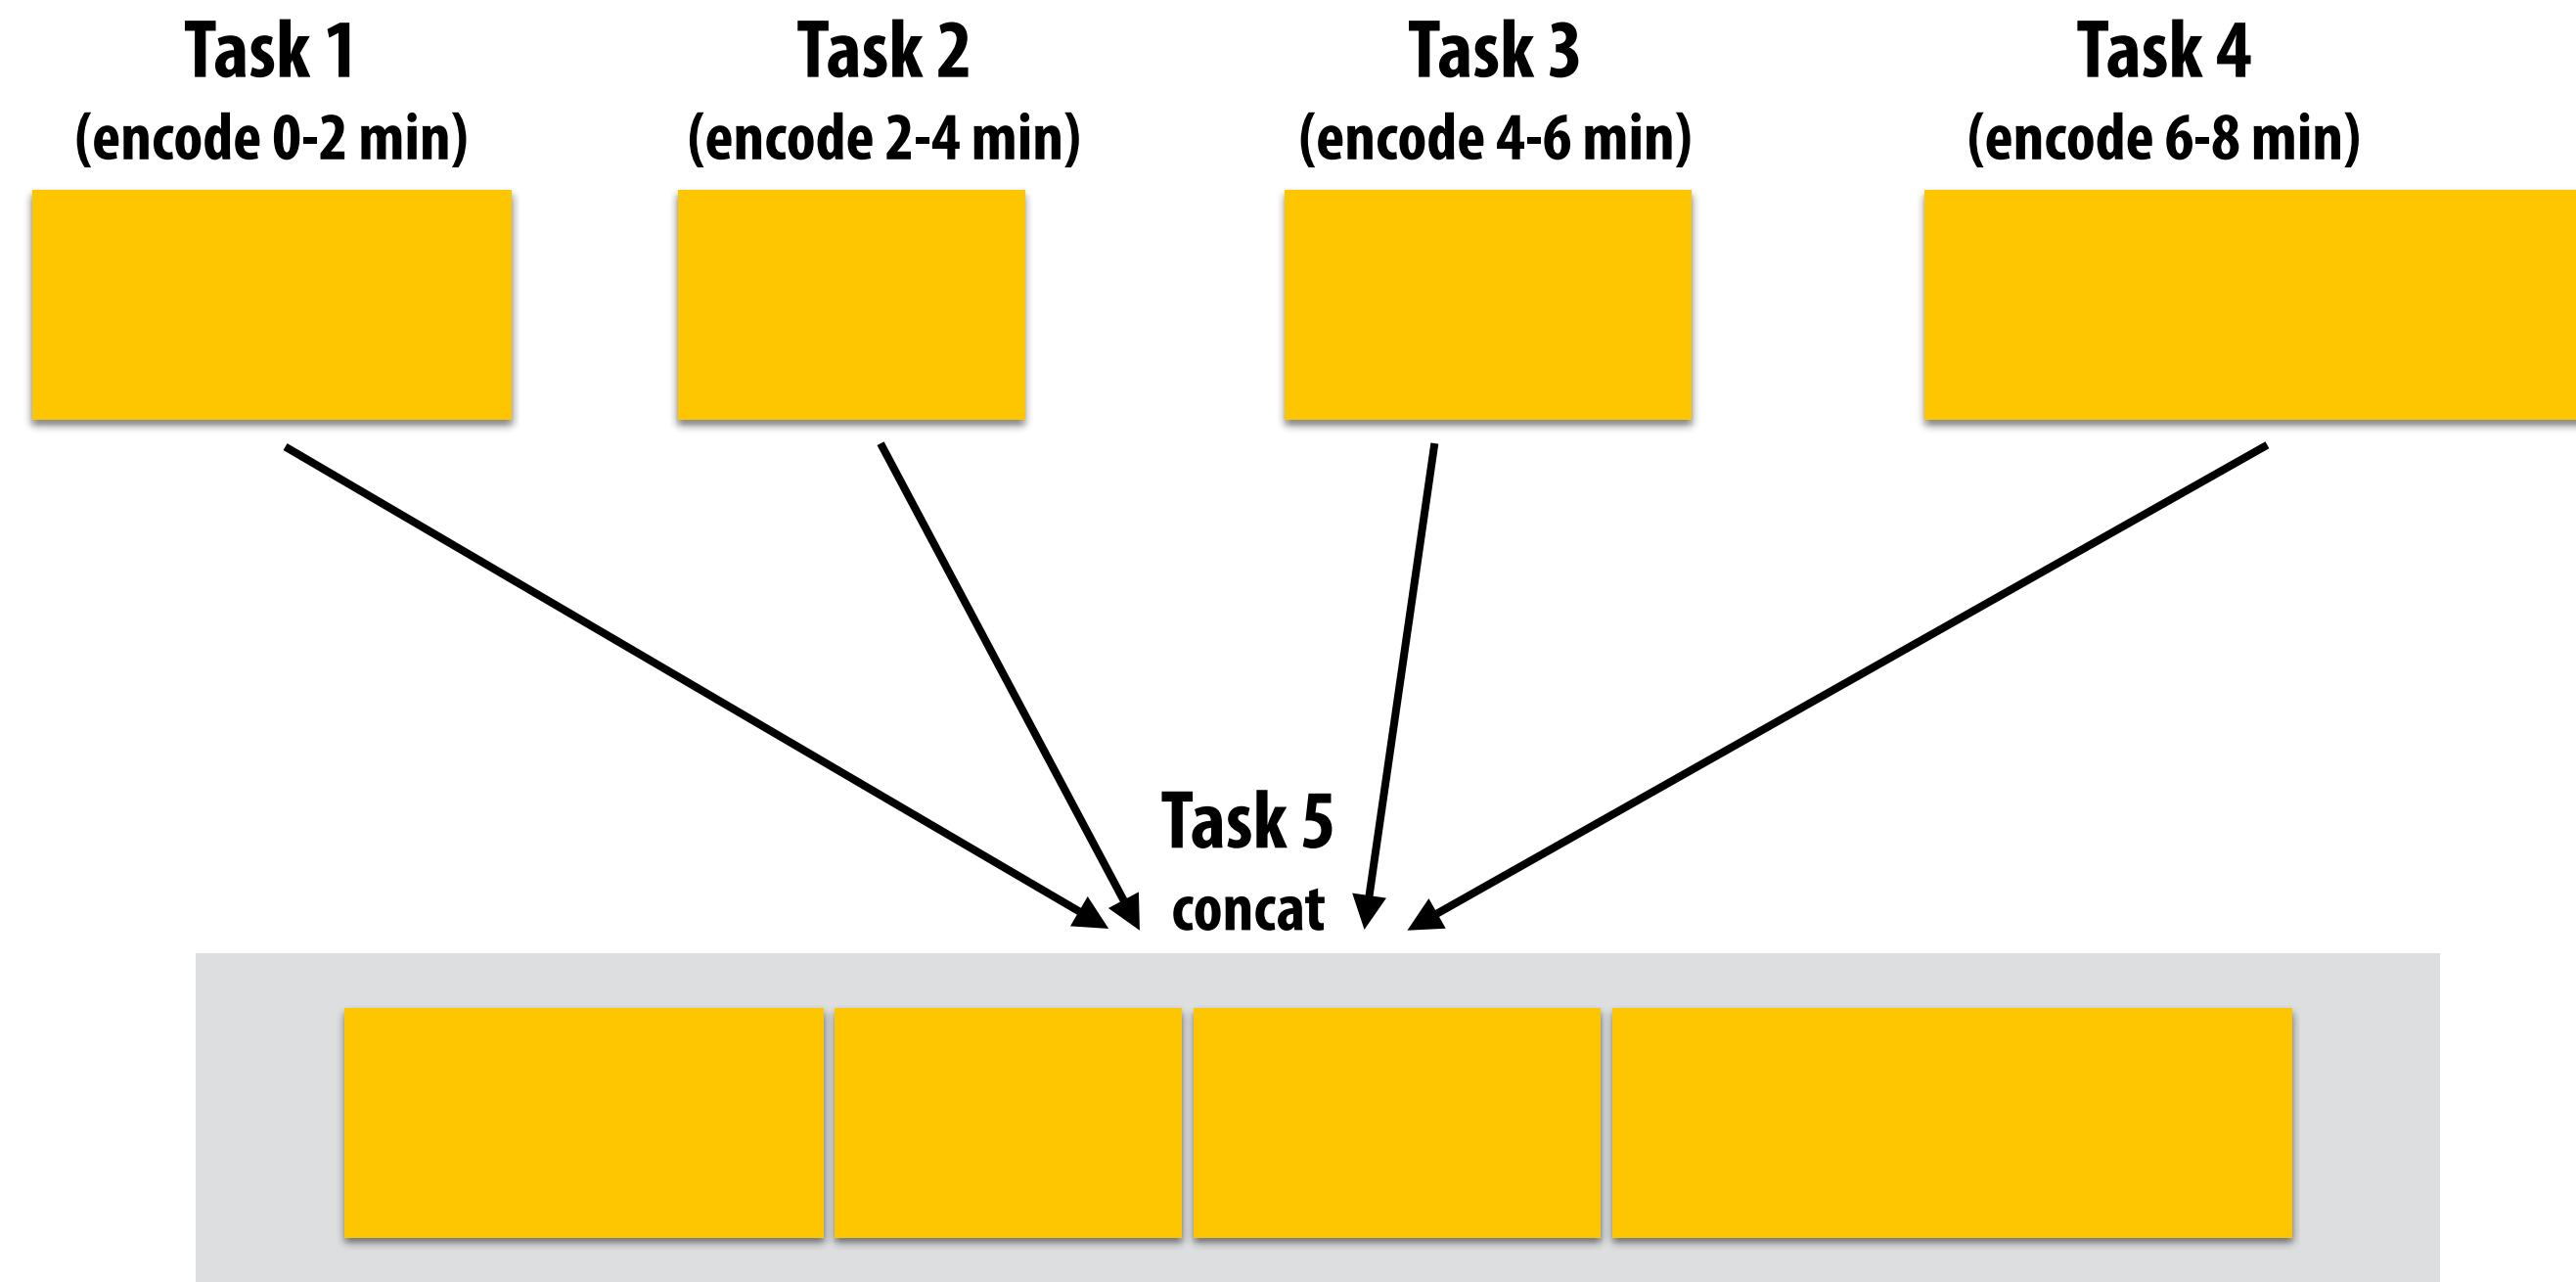 Task 1
(encode 0-2 min)
Task 2
(encode 2-4 min)
Task 3
(encode 4-6 min)
Task 4
(encode 6-8 min)
Task 5
concat